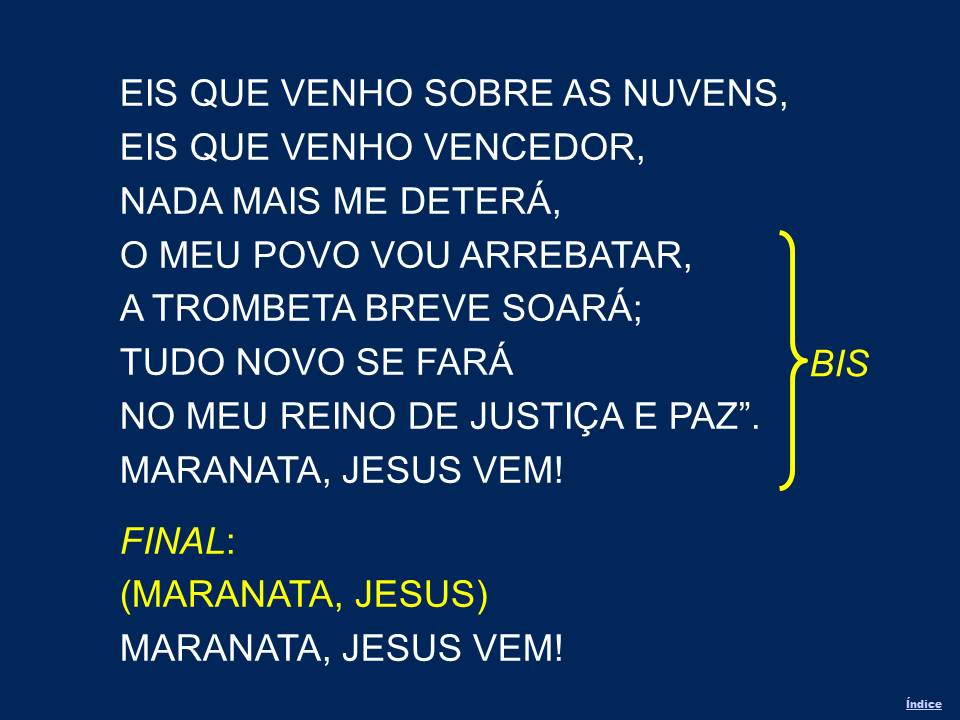 EIS QUE VENHO SOBRE AS NUVENS,
EIS QUE VENHO VENCEDOR,
NADA MAIS ME DETERÁ,
O MEU POVO VOU ARREBATAR,
A TROMBETA BREVE SOARÁ;
TUDO NOVO SE FARÁ
NO MEU REINO DE JUSTIÇA E PAZ”.
MARANATA, JESUS VEM!
BIS
FINAL:
(MARANATA, JESUS)
MARANATA, JESUS VEM!
Índice